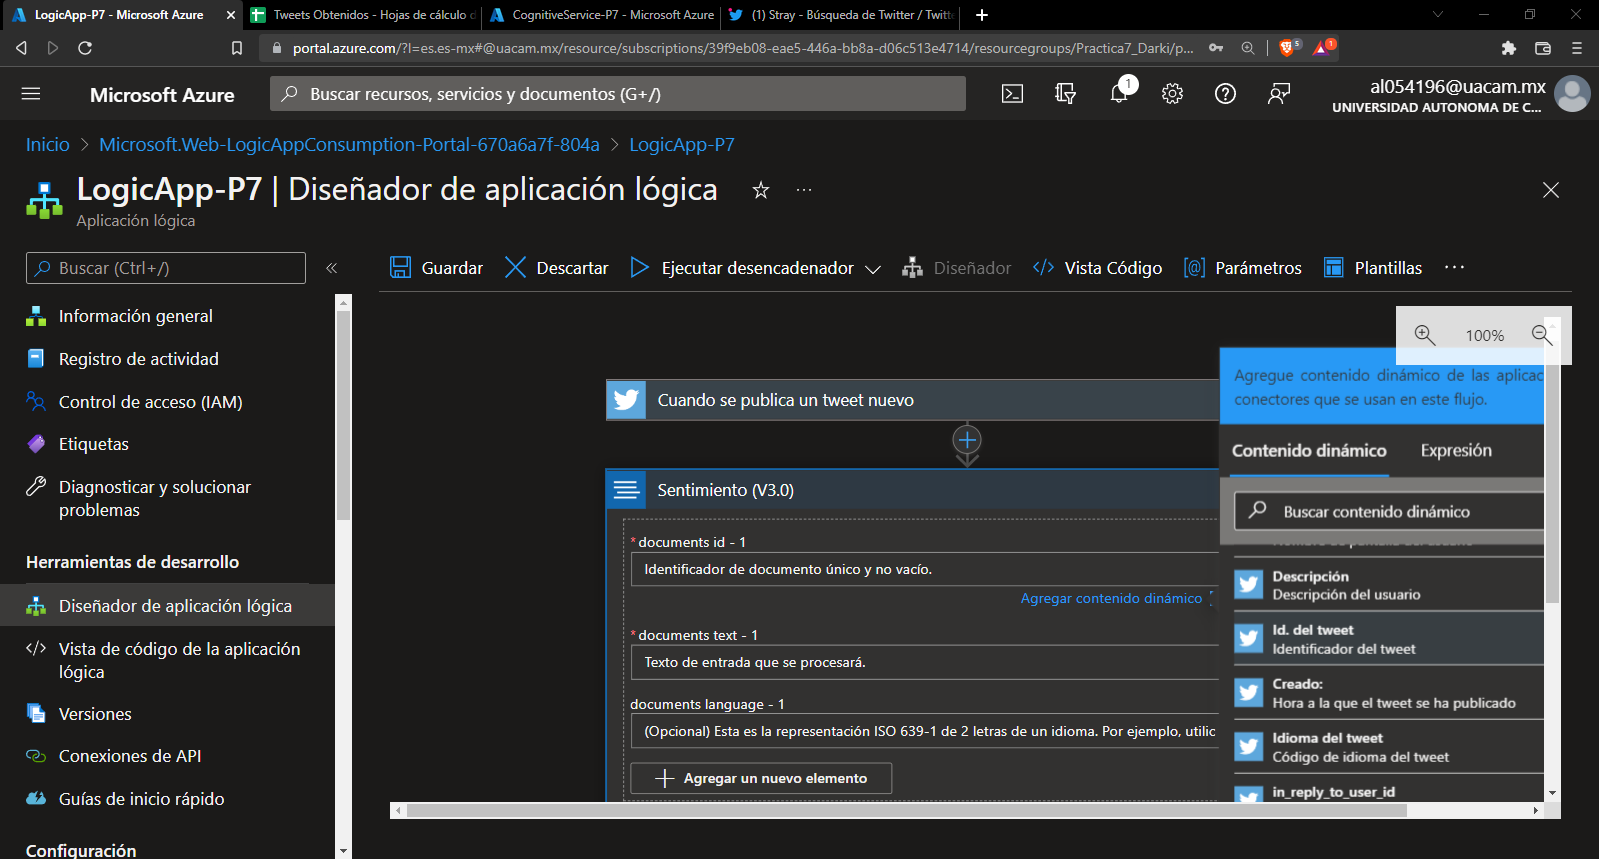 LogicApp-P7 - Microsoft Azure
Tweets Obtenidos - Hojas de cálculo d
CognitiveService-P7 - Microsoft Azure
(1) Stray - Búsqueda de Twitter / Twitte
portal.azure.com/?l=es.es-mx#@uacam.mx/resource/subscriptions/39f9eb08-eae5-446a-bb8a-d06c513e4714/resourcegroups/Practica7_Darki/p...
5
1
Microsoft Azure
Buscar recursos, servicios y documentos (G+/)
1
al054196@uacam.mx
UNIVERSIDAD AUTONOMA DE C...
Inicio > Microsoft.Web-LogicAppConsumption-Portal-670a6a7f-804a > LogicApp-P7
LogicApp-P7 | Diseñador de aplicación lógica
Aplicación lógica
Buscar (Ctrl+/)
Guardar
Descartar
Ejecutar desencadenador
Diseñador
Vista Código
Parámetros
Plantillas
Información general
Registro de actividad
Control de acceso (IAM)
Etiquetas
Diagnosticar y solucionar
problemas
Herramientas de desarrollo
Diseñador de aplicación lógica
Vista de código de la aplicación
lógica
Versiones
Conexiones de API
Guías de inicio rápido
Configuración
100%
Cuando se publica un tweet nuevo
Sentimiento (V3.0)
* documents id - 1
Identificador de documento único y no vacío.
Agregar contenido dinámico
* documents text - 1
Texto de entrada que se procesará.
documents language - 1
(Opcional) Esta es la representación ISO 639-1 de 2 letras de un idioma. Por ejemplo, utilic
Agregar un nuevo elemento
Agregue contenido dinámico de las aplicac
conectores que se usan en este flujo.
Contenido dinámico
Expresión
Buscar contenido dinámico
Descripción
Descripción del usuario
Id. del tweet
Identificador del tweet
Creado:
Hora a la que el tweet se ha publicado
Idioma del tweet
Código de idioma del tweet
in_reply_to_user_id